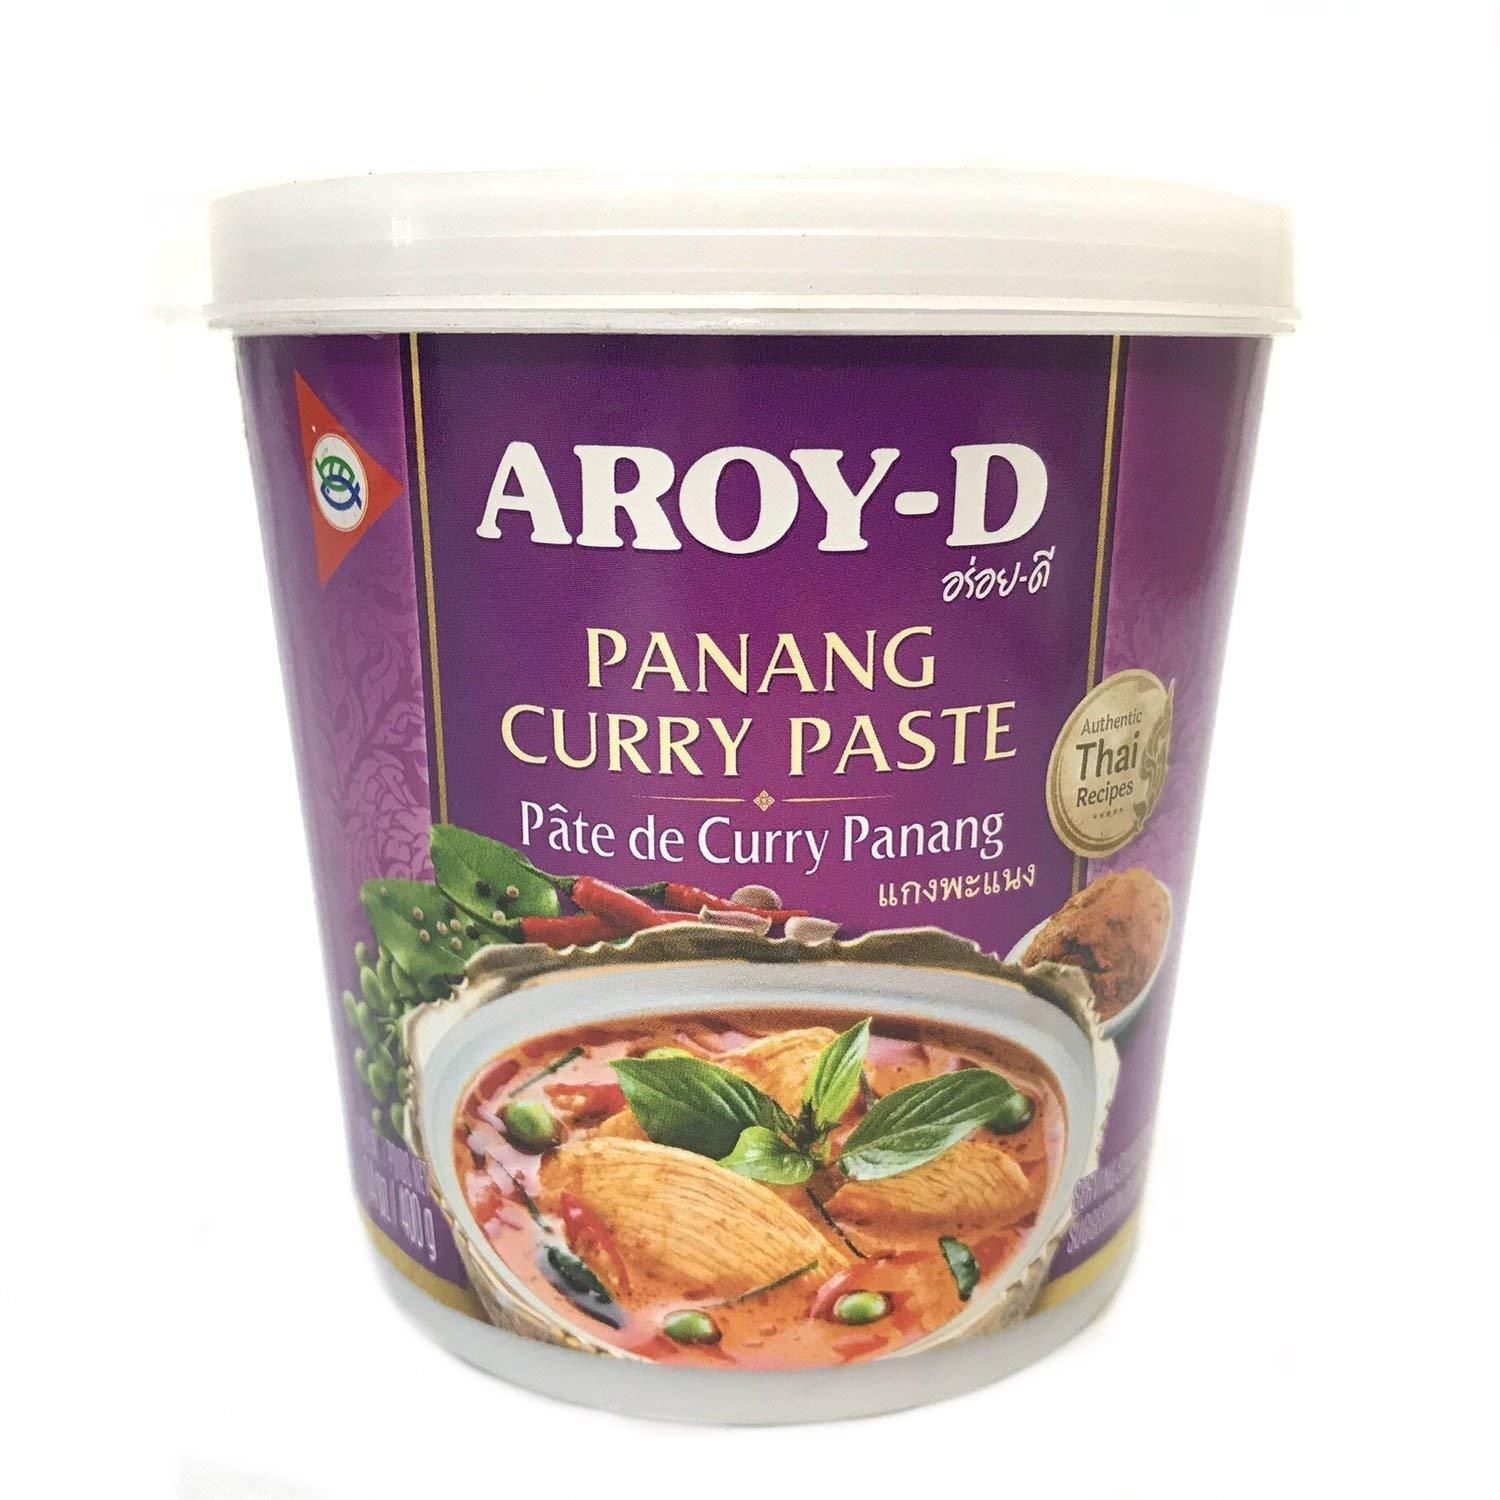 AROY-D
อร่อย-ดี
PANANG
CURRY PASTE
Pâte de Curry Panang
แกงพะแนง
Authentic
Thai
Recipes
400 g